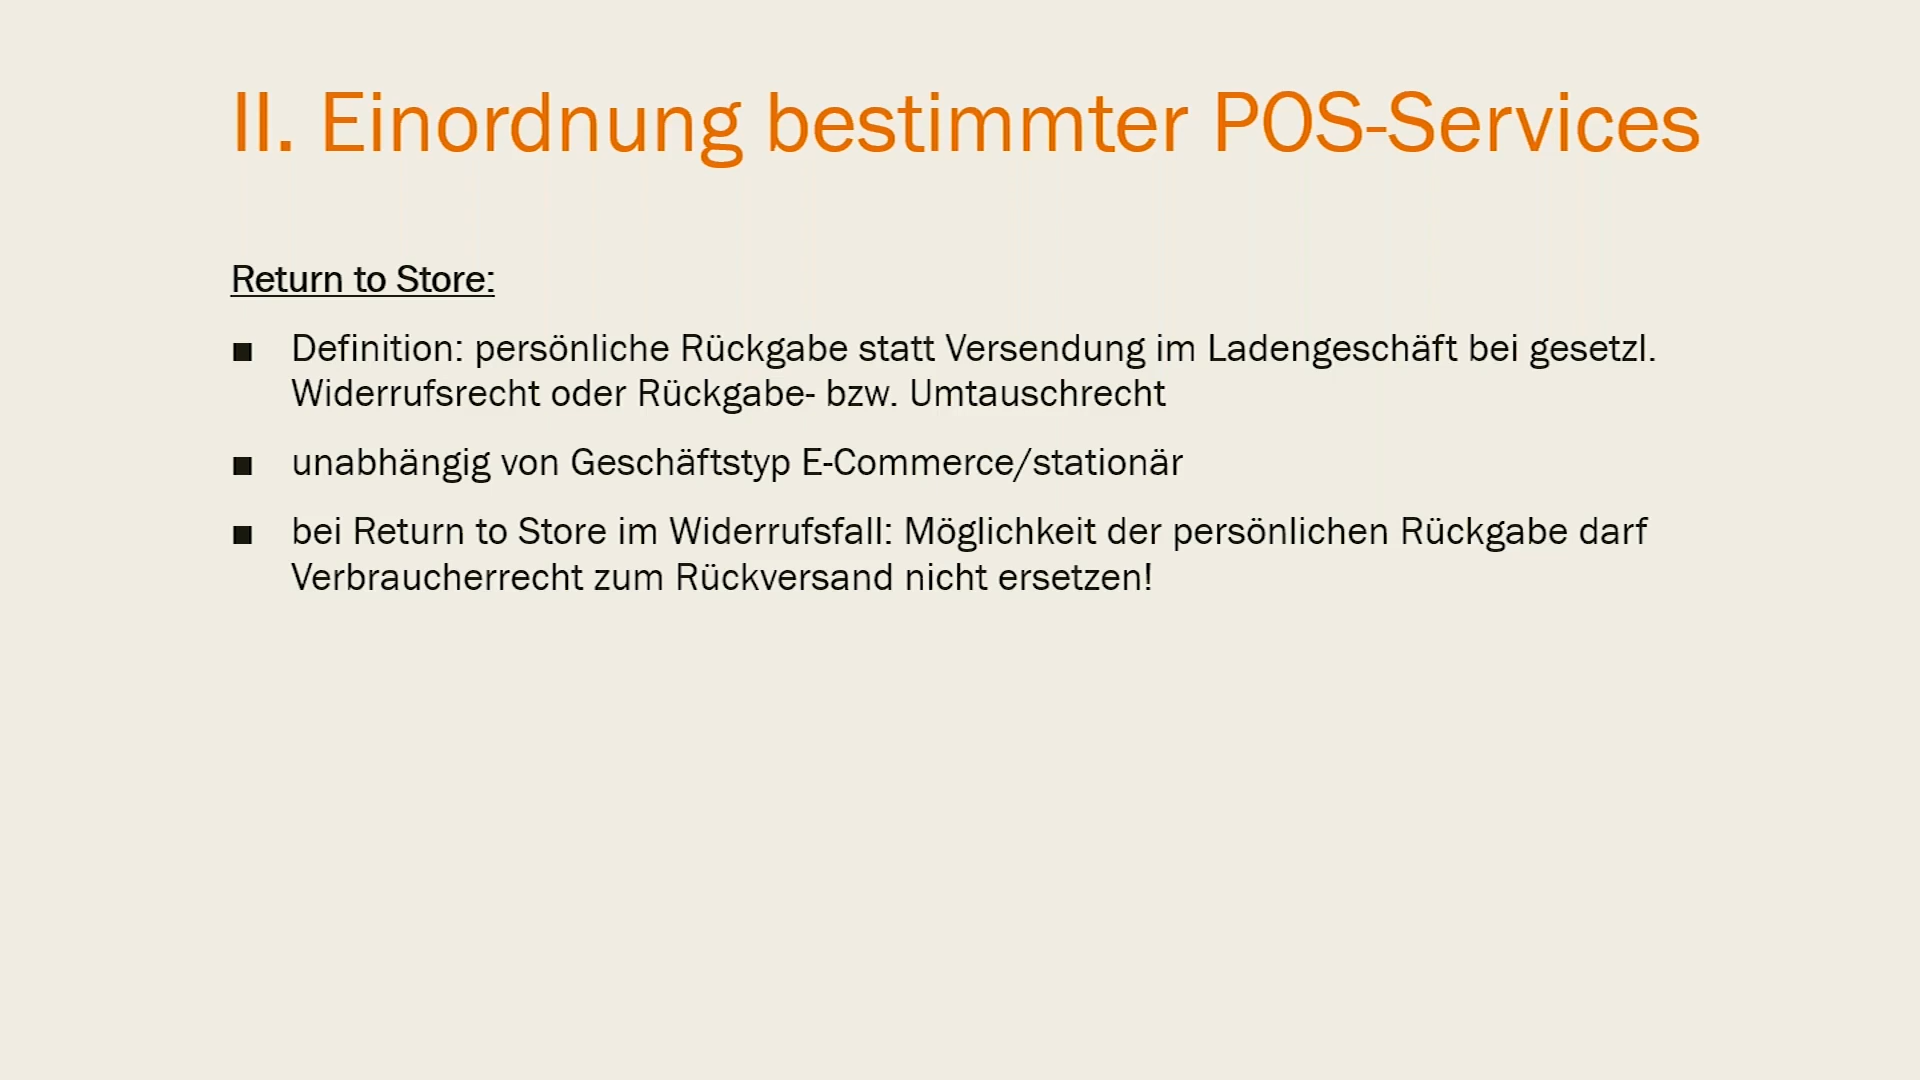 II. Einordnung bestimmter POS-Services
Return to Store:
■ Definition: persönliche Rückgabe statt Versendung im Ladengeschäft bei gesetzl.
Widerrufsrecht oder Rückgabe- bzw. Umtauschrecht
■ unabhängig von Geschäftstyp E-Commerce/stationär
■ bei Return to Store im Widerrufsfall: Möglichkeit der persönlichen Rückgabe darf
Verbraucherrecht zum Rückversand nicht ersetzen!